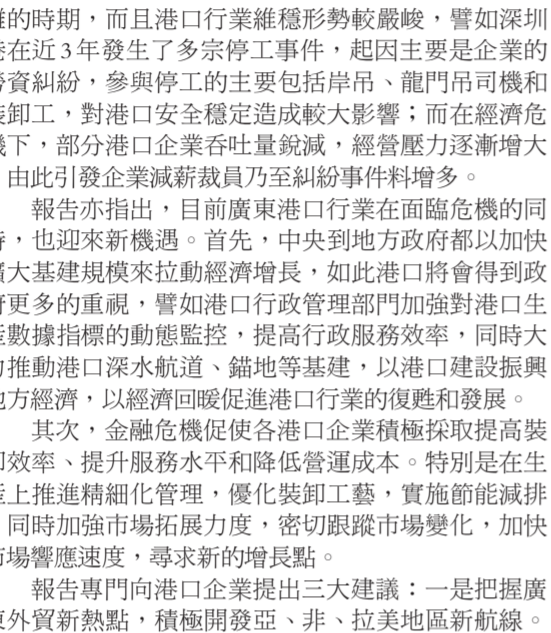 的時期，而且港口行業維穩形勢較嚴峻，譬如深圳
港在近3年發生了多宗停工事件，起因主要是企業的
勞資糾紛，參與停工的主要包括岸吊、龍門吊司機和
裝卸工，對港口安全穩定造成較大影響；而在經濟危
機下，部分港口企業吞吐量銳減，經營壓力逐漸增大
，由此引發企業減薪裁員乃至糾紛事件料增多。
報告亦指出，目前廣東港口行業在面臨危機的同
時，也迎來新機遇。首先，中央到地方政府都以加快
擴大基建規模來拉動經濟增長，如此港口將會得到政
府更多的重視，譬如港口行政管理部門加強對港口生
產數據指標的動態監控，提高行政服務效率，同時大
力推動港口深水航道、錨地等基建，以港口建設振興
地方經濟，以經濟回暖促進港口行業的復甦和發展。
其次，金融危機促使各港口企業積極採取提高裝
卸效率、提升服務水平和降低營運成本。特別是在生
產上推進精細化管理，優化裝卸工藝，實施節能減排
，同時加強市場拓展力度，密切跟蹤市場變化，加快
市場響應速度，尋求新的增長點。
報告專門向港口企業提出三大建議：一是把握廣
東外貿新熱點，積極開發亞、非、拉美地區新航線。